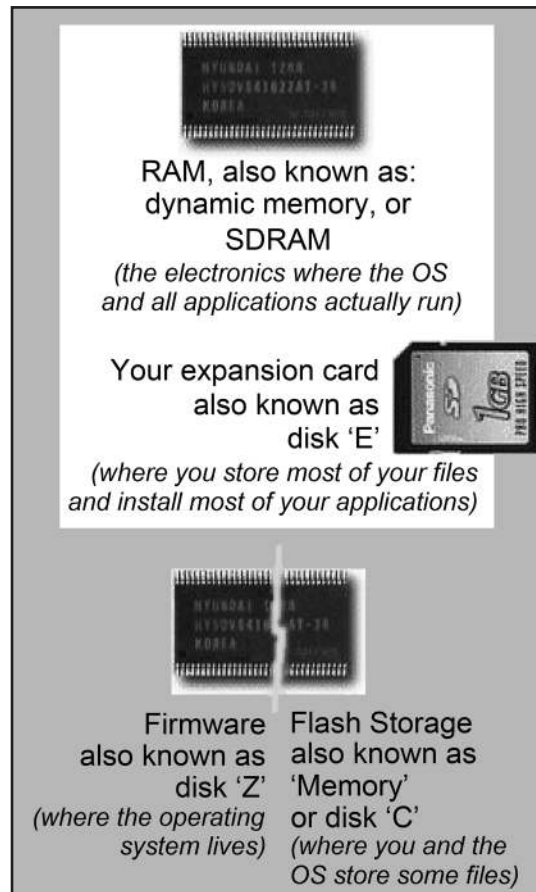 HYUNDAI
KOREA
RAM, also known as:
dynamic memory, or
SDRAM
(the electronics where the OS
and all applications actually run)
Your expansion card
also known as
disk ‘E’
(where you store most of your files
and install most of your applications)
Panasonic
SD
1GB
PRO HIGH SPEED
HYUNDAI
KOREA
Firmware
also known as
disk ‘Z’
(where the operating
system lives)
Flash Storage
also known as
‘Memory’
or disk ‘C’
(where you and the
OS store some files)